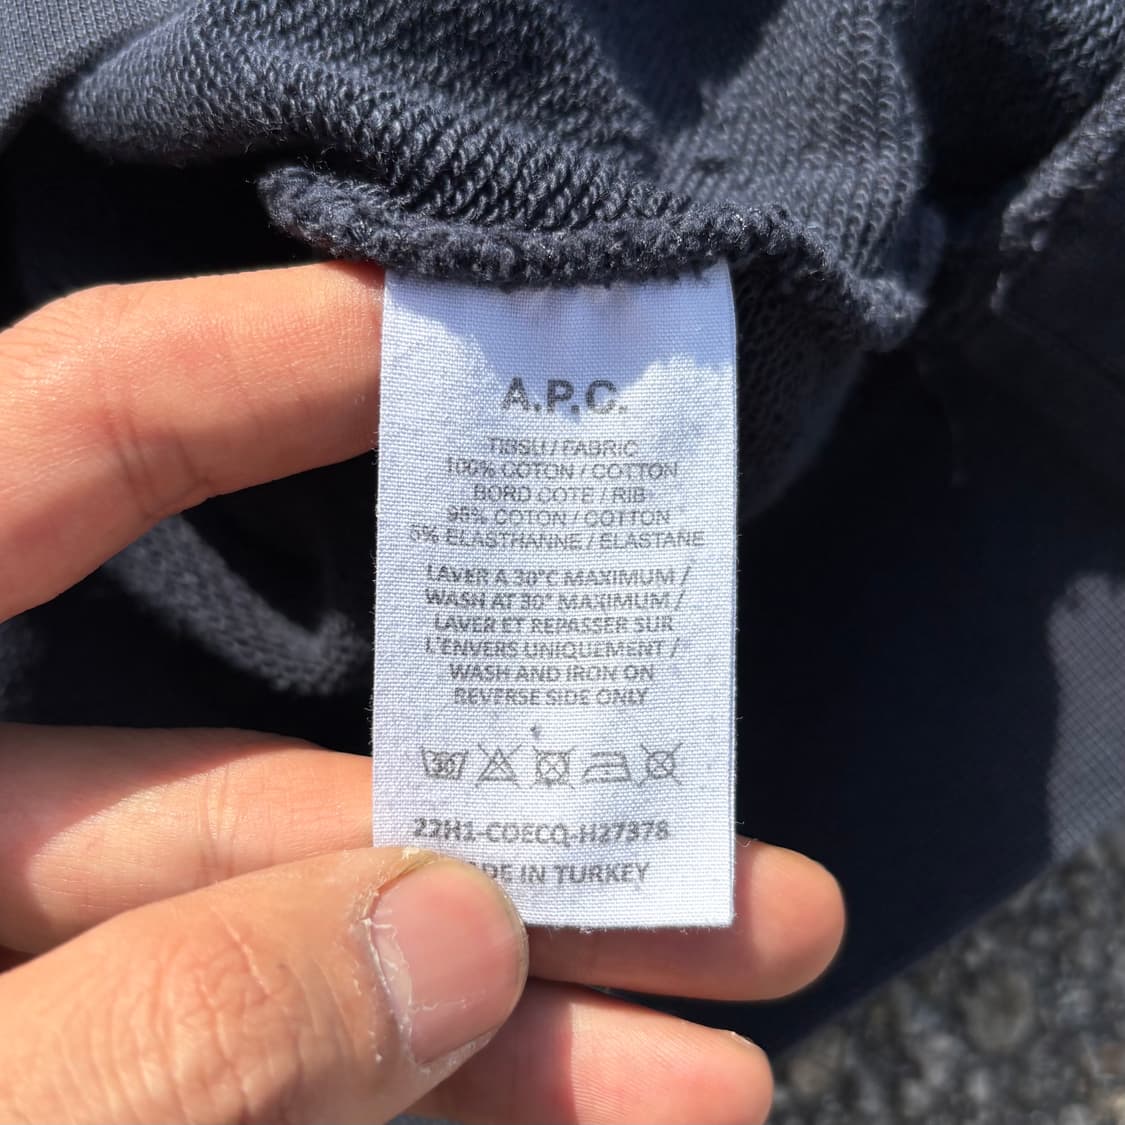 A.P.C.
TISSU / FABRIC
100% COTON / COTTON
BORD COTE / RIB
95% COTON / COTTON
5% ELASTHANNE / ELASTANE
LAVER A 30°C MAXIMUM /
WASH AT 30° MAXIMUM /
LAVER ET REPASSER SUR
L'ENVERS UNIQUEMENT /
WASH AND IRON ON
REVERSE SIDE ONLY
30
22H1-COECQ-H27378
DE IN TURKEY